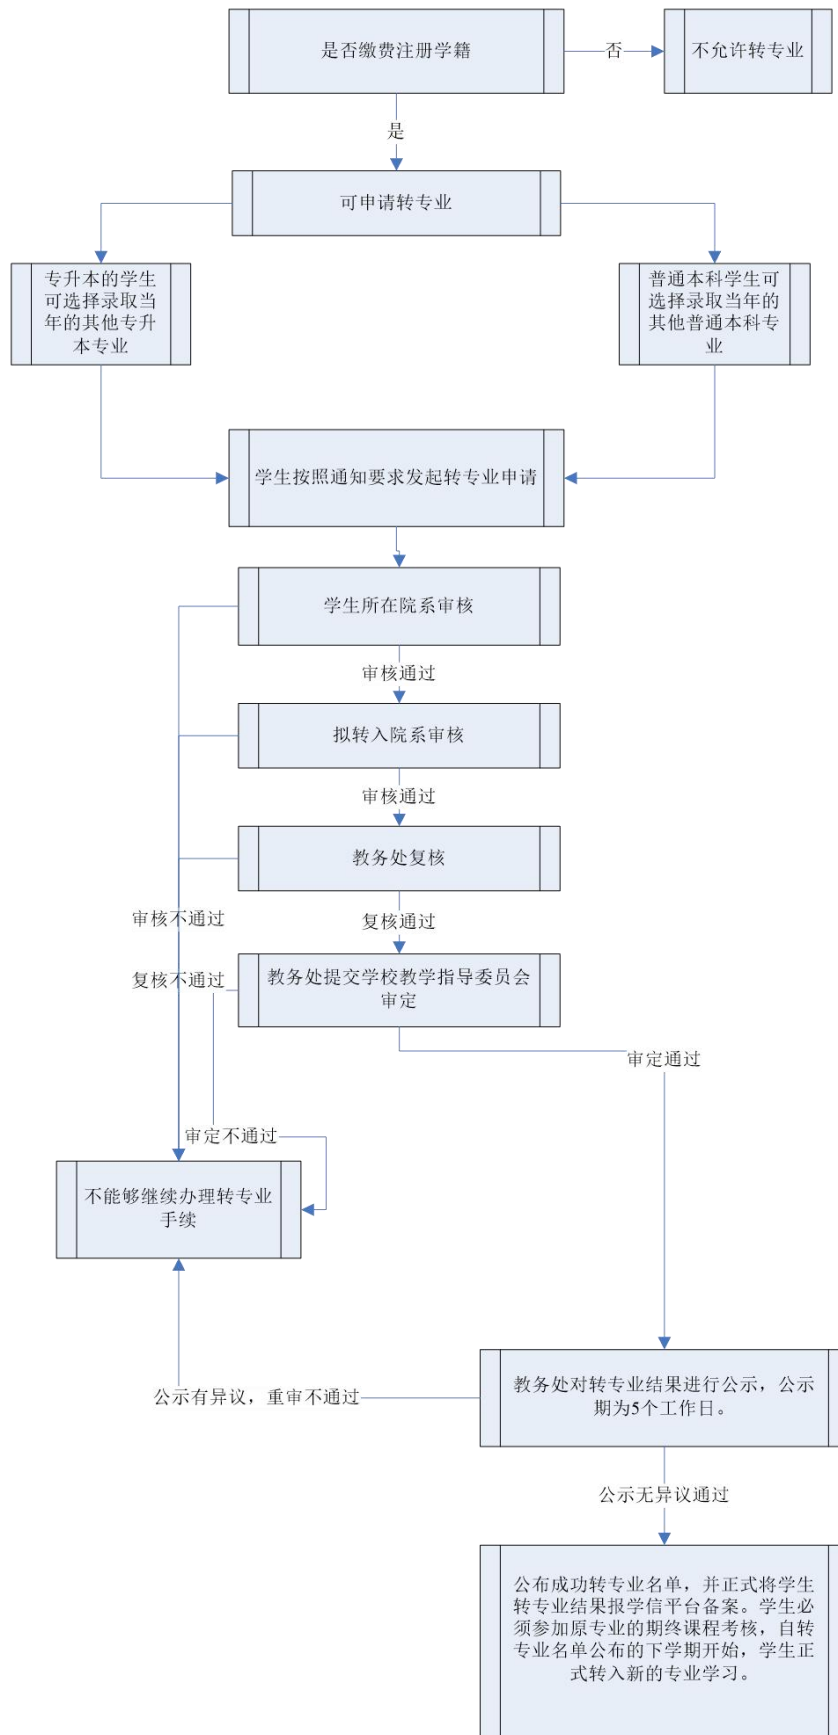 是否缴费注册学籍
否
不允许转专业
是
可申请转专业
专升本的学生
可选择录取当
年的其他专升
本专业
普通本科学生可
选择录取当年的
其他普通本科专
业
学生按照通知要求发起转专业申请
学生所在院系审核
审核通过
拟转入院系审核
审核通过
教务处复核
审核不通过
复核通过
复核不通过
教务处提交学校教学指导委员会
审定
审定通过
审定不通过
不能够继续办理转专业
手续
教务处对转专业结果进行公示，公示
期为5个工作日。
公示有异议，重审不通过
公示无异议通过
公布成功转专业名单，并正式将学生
转专业结果报学信平台备案。学生必
须参加原专业的期终课程考核，自转
专业名单公布的下学期开始，学生正
式转入新的专业学习。